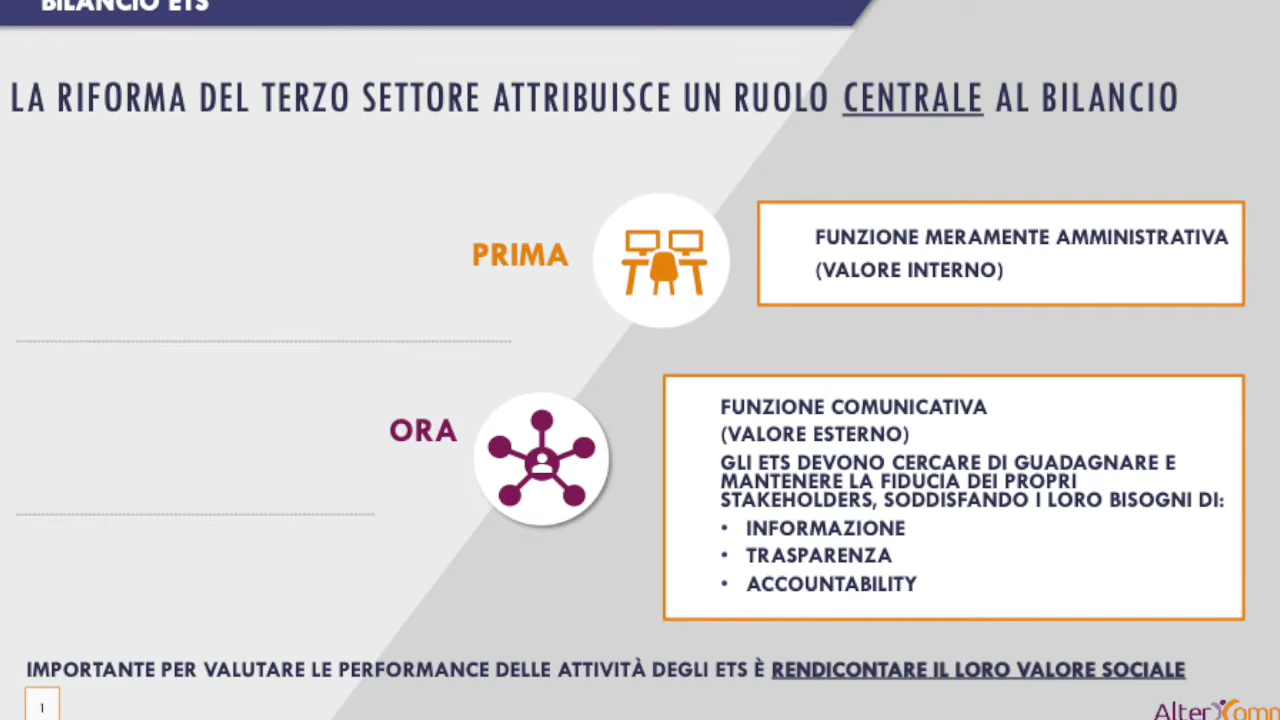 BILANCIO ETS
LA RIFORMA DEL TERZO SETTORE ATTRIBUISCE UN RUOLO CENTRALE AL BILANCIO
PRIMA
FUNZIONE MERAMENTE AMMINISTRATIVA
(VALORE INTERNO)
ORA
FUNZIONE COMUNICATIVA
(VALORE ESTERNO)
GLI ETS DEVONO CERCARE DI GUADAGNARE E
MANTENERE LA FIDUCIA DEI PROPRI
STAKEHOLDERS, SODDISFANDO I LORO BISOGNI DI:
• INFORMAZIONE
• TRASPARENZA
• ACCOUNTABILITY
IMPORTANTE PER VALUTARE LE PERFORMANCE DELLE ATTIVITÀ DEGLI ETS È RENDICONTARE IL LORO VALORE SOCIALE
1
Alter